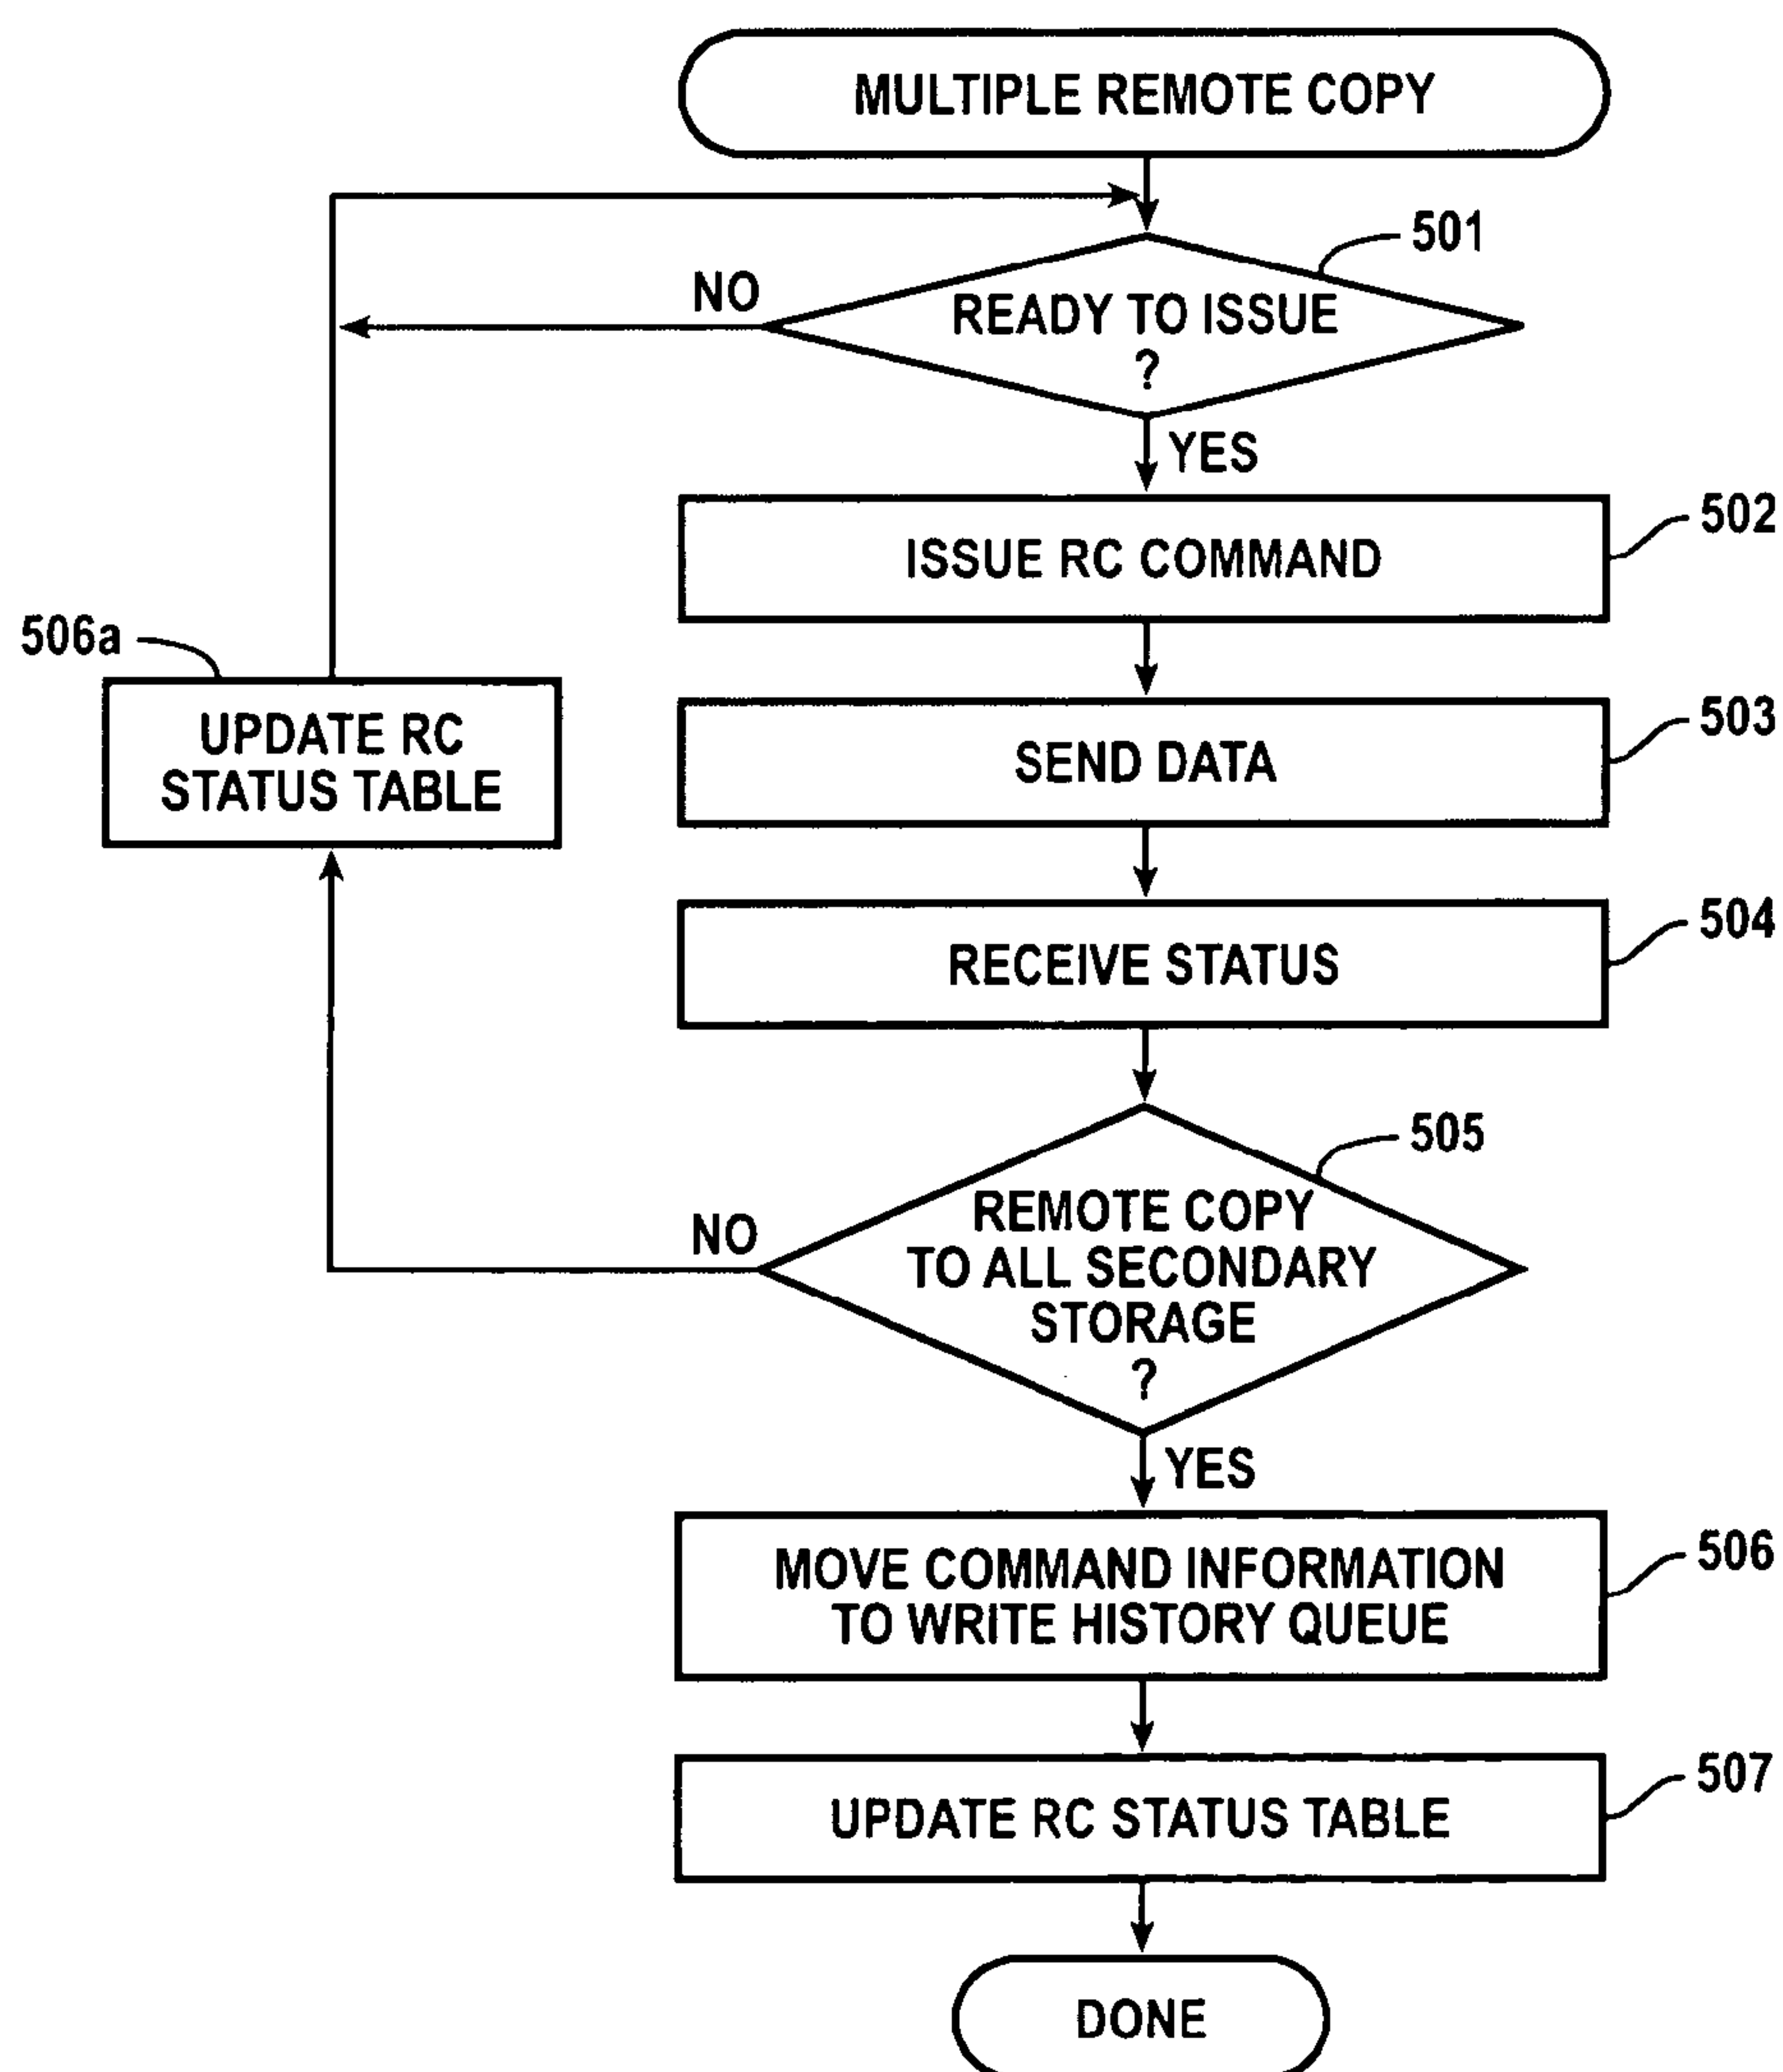 MULTIPLE REMOTE COPY
501
NO
READY TO ISSUE
?
YES
502
ISSUE RC COMMAND
506a
UPDATE RC
STATUS TABLE
503
SEND DATA
504
RECEIVE STATUS
505
NO
REMOTE COPY
TO ALL SECONDARY
STORAGE
?
YES
506
MOVE COMMAND INFORMATION
TO WRITE HISTORY QUEUE
507
UPDATE RC STATUS TABLE
DONE